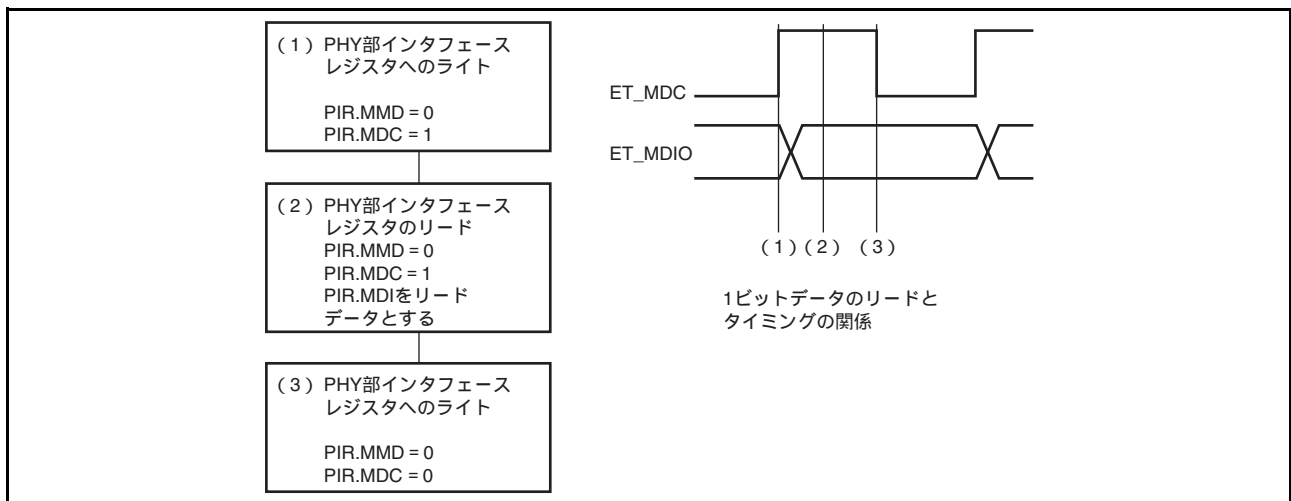 （1）PHY部インタフェース
レジスタへのライト
PIR.MMD = 0
PIR.MDC = 1
（2）PHY部インタフェース
レジスタのリード
PIR.MMD = 0
PIR.MDC = 1
PIR.MDIをリード
データとする
（3）PHY部インタフェース
レジスタへのライト
PIR.MMD = 0
PIR.MDC = 0
ET_MDC
ET_MDIO
（1）（2）（3）
1ビットデータのリードと
タイミングの関係